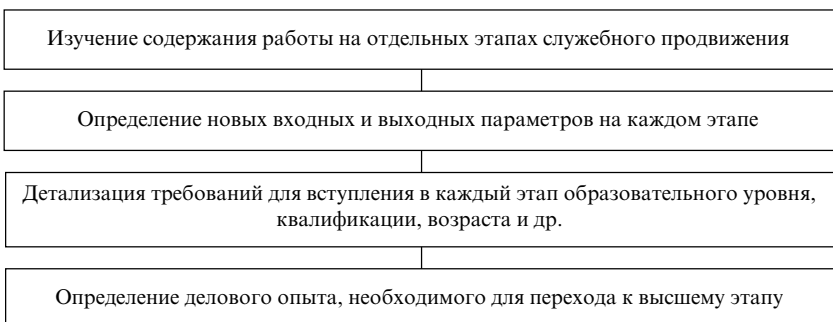 Изучение содержания работы на отдельных этапах служебного продвижения
Определение новых входных и выходных параметров на каждом этапе
Детализация требований для вступления в каждый этап образовательного уровня,
квалификации, возраста и др.
Определение делового опыта, необходимого для перехода к высшему этапу